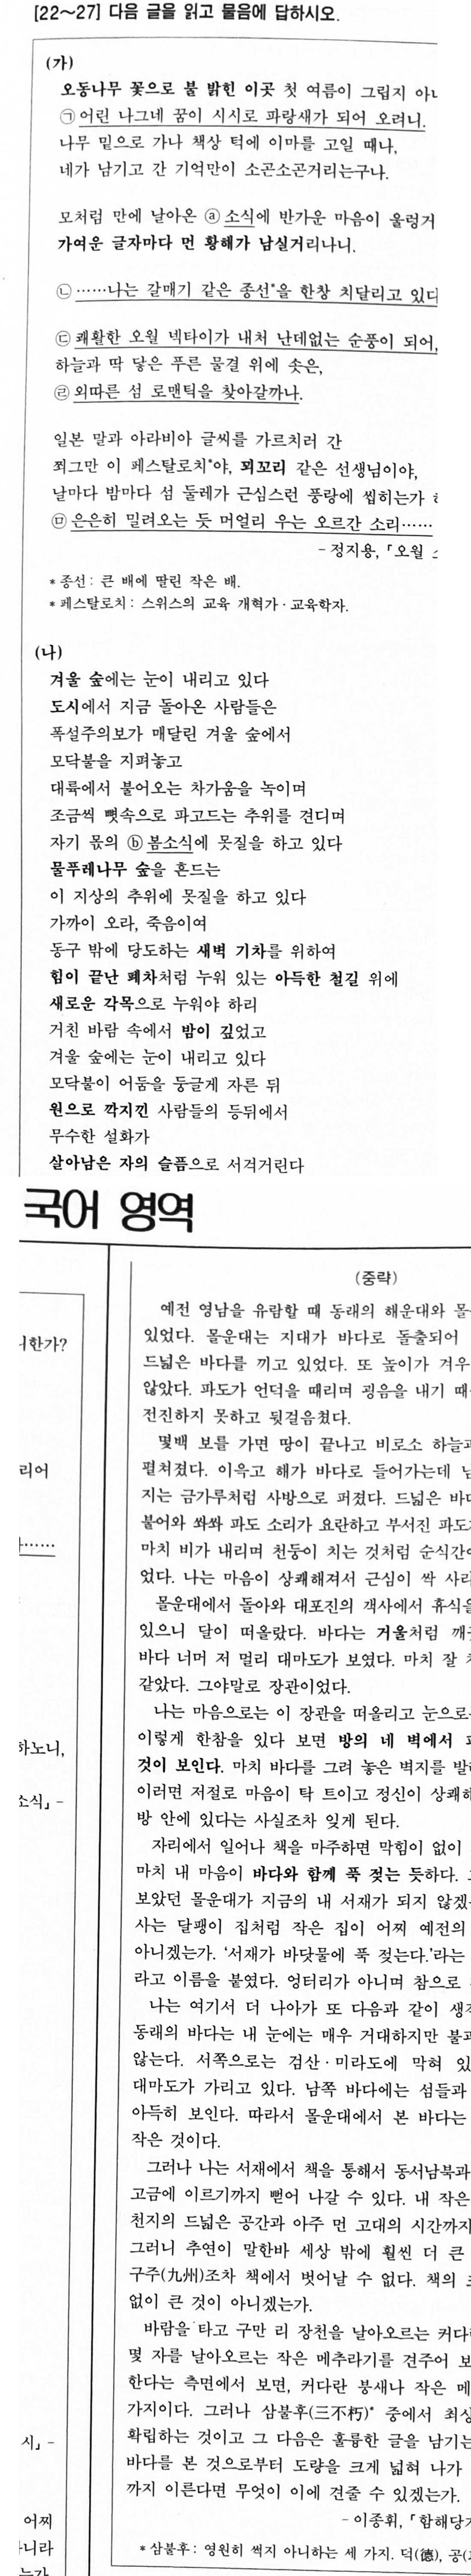 [22～27] 다음 글을 읽고 물음에 답하시오.
(가)
오동나무 꽃으로 불 밝힌 이곳 첫 여름이 그립지 아니
㉠ 어린 나그네 꿈이 시시로 파랑새가 되어 오려니.
나무 밑으로 가나 책상 턱에 이마를 고일 때나,
네가 남기고 간 기억만이 소곤소곤거리는구나.
모처럼 만에 날아온 ⓐ 소식에 반가운 마음이 울렁거
가여운 글자마다 먼 황해가 남실거리나니.
㉡ ……나는 갈매기 같은 종선*을 한창 치달리고 있다
㉢ 쾌활한 오월 넥타이가 내처 난데없는 순풍이 되어,
하늘과 딱 닿은 푸른 물결 위에 솟은,
㉣ 외따른 섬 로맨틱을 찾아갈까나.
일본 말과 아라비아 글씨를 가르치러 간
쬐그만 이 페스탈로치*야, 꾀꼬리 같은 선생님이야,
날마다 밤마다 섬 둘레가 근심스런 풍랑에 씹히는가 하
㉤ 은은히 밀려오는 듯 머얼리 우는 오르간 소리……
- 정지용, 「오월 소
* 종선: 큰 배에 딸린 작은 배.
* 페스탈로치: 스위스의 교육 개혁가·교육학자.
(나)
겨울 숲에는 눈이 내리고 있다
도시에서 지금 돌아온 사람들은
폭설주의보가 매달린 겨울 숲에서
모닥불을 지펴놓고
대륙에서 불어오는 차가움을 녹이며
조금씩 뼛속으로 파고드는 추위를 견디며
자기 몫의 ⓑ 봄소식에 못질을 하고 있다
물푸레나무 숲을 흔드는
이 지상의 추위에 못질을 하고 있다
가까이 오라, 죽음이여
동구 밖에 당도하는 새벽 기차를 위하여
힘이 끝난 폐차처럼 누워 있는 아득한 철길 위에
새로운 각목으로 누워야 하리
거친 바람 속에서 밤이 깊었고
겨울 숲에는 눈이 내리고 있다
모닥불이 어둠을 둥글게 자른 뒤
원으로 깍지낀 사람들의 등뒤에서
무수한 설화가
살아남은 자의 슬픔으로 서걱거린다
국어 영역
니한가?
리어
……
하노니,
소식」 -
시」 -
어찌
니라
는가
(중략)
예전 영남을 유람할 때 동래의 해운대와 몰
있었다. 몰운대는 지대가 바다로 돌출되어
드넓은 바다를 끼고 있었다. 또 높이가 겨우
않았다. 파도가 언덕을 때리며 굉음을 내기 때
전진하지 못하고 뒷걸음쳤다.
몇백 보를 가면 땅이 끝나고 비로소 하늘과
펼쳐졌다. 이윽고 해가 바다로 들어가는데 넘
지는 금가루처럼 사방으로 퍼졌다. 드넓은 바다
불어와 쏴쏴 파도 소리가 요란하고 부서진 파도
마치 비가 내리며 천둥이 치는 것처럼 순식간에
었다. 나는 마음이 상쾌해져서 근심이 싹 사라
몰운대에서 돌아와 대포진의 객사에서 휴식을
있으니 달이 떠올랐다. 바다는 거울처럼 깨
바다 너머 저 멀리 대마도가 보였다. 마치 잘 차
같았다. 그야말로 장관이었다.
나는 마음으로는 이 장관을 떠올리고 눈으로
이렇게 한참을 있다 보면 방의 네 벽에서 파
것이 보인다. 마치 바다를 그려 놓은 벽지를 발라
이러면 저절로 마음이 탁 트이고 정신이 상쾌해
방 안에 있다는 사실조차 잊게 된다.
자리에서 일어나 책을 마주하면 막힘이 없이
마치 내 마음이 바다와 함께 푹 젖는 듯하다. 그
보았던 몰운대가 지금의 내 서재가 되지 않겠
사는 달팽이 집처럼 작은 집이 어찌 예전의
아니겠는가. '서재가 바닷물에 푹 젖는다.'라는
라고 이름을 붙였다. 엉터리가 아니며 참으로
나는 여기서 더 나아가 또 다음과 같이 생각
동래의 바다는 내 눈에는 매우 거대하지만 불과
않는다. 서쪽으로는 검산·미라도에 막혀 있
대마도가 가리고 있다. 남쪽 바다에는 섬들과
아득히 보인다. 따라서 몰운대에서 본 바다는
작은 것이다.
그러나 나는 서재에서 책을 통해서 동서남북과
고금에 이르기까지 뻗어 나갈 수 있다. 내 작은
천지의 드넓은 공간과 아주 먼 고대의 시간까지
그러니 추연이 말한바 세상 밖에 훨씬 더 큰
구주(九州)조차 책에서 벗어날 수 없다. 책의 크
없이 큰 것이 아니겠는가.
바람을 타고 구만 리 장천을 날아오르는 커다란
몇 자를 날아오르는 작은 메추라기를 견주어 보
한다는 측면에서 보면, 커다란 붕새나 작은 메
가지이다. 그러나 삼불후(三不朽)* 중에서 최상
확립하는 것이고 그 다음은 훌륭한 글을 남기는
바다를 본 것으로부터 도량을 크게 넓혀 나가
까지 이른다면 무엇이 이에 견줄 수 있겠는가.
- 이종휘, 「함해당기
* 삼불후: 영원히 썩지 아니하는 세 가지. 덕(德), 공(